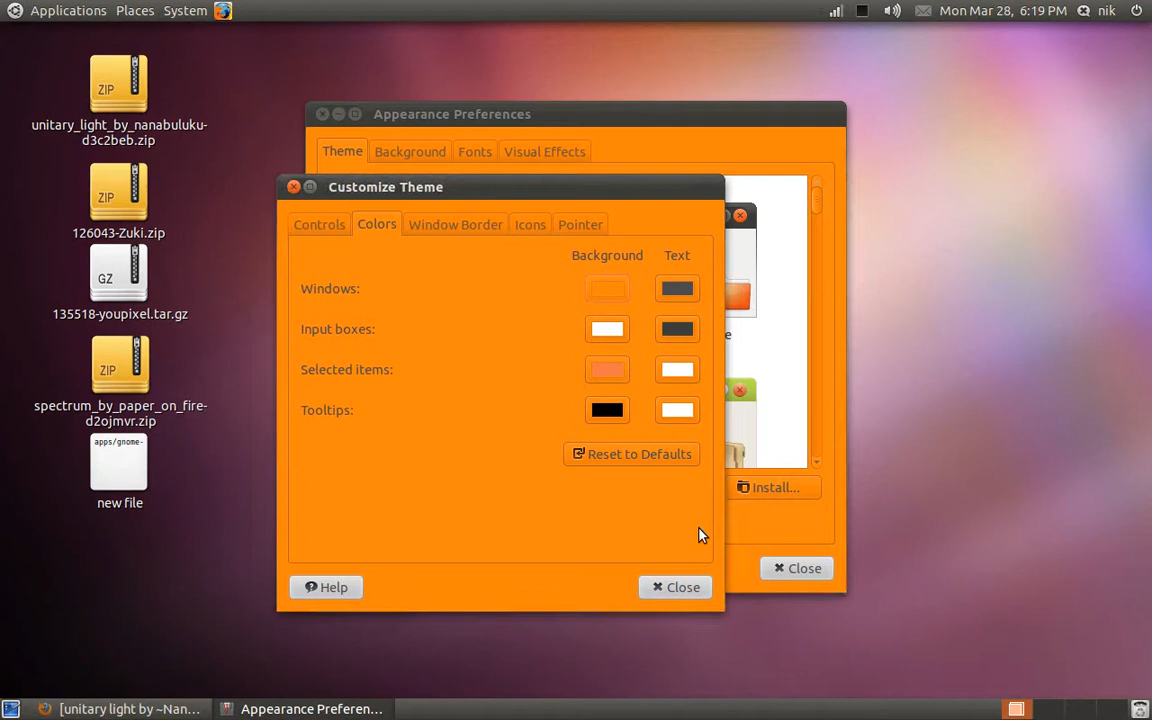 Applications Places System
Mon Mar 28, 6:19 PM nik
ZIP
unitary_light_by_nanabuluku-
d3c2beb.zip
ZIP
126043-Zuki.zip
GZ
135518-youpixel.tar.gz
ZIP
spectrum_by_paper_on_fire-
d2ojmvr.zip
apps/gnome-
new file
Appearance Preferences
Theme Background Fonts Visual Effects
Customize Theme
Controls Colors Window Border Icons Pointer
Background Text
Windows:
Input boxes:
Selected items:
Tooltips:
Reset to Defaults
Help
Close
e
Install...
Close
[unitary light by ~Nan...
Appearance Preferen...